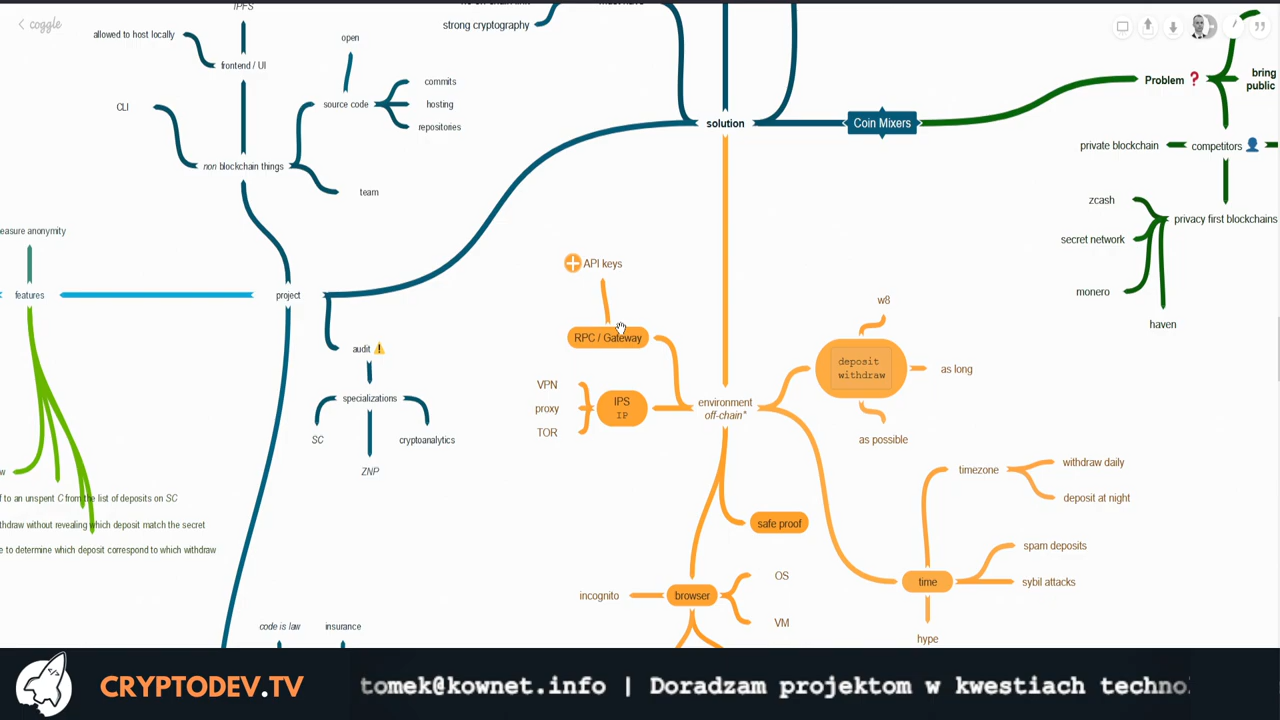 coggle
IPFS
allowed to host locally
frontend / UI
CLI
non blockchain things
open
source code
commits
hosting
repositories
team
strong cryptography
solution
Coin Mixers
Problem ❓
bring
public
private blockchain
competitors
zcash
secret network
monero
haven
privacy first blockchains
easure anonymity
features
project
audit ⚠
specializations
SC
ZNP
cryptoanalytics
w
f to an unspent C from the list of deposits on SC
thdraw without revealing which deposit match the secret
e to determine which deposit correspond to which withdraw
code is law
insurance
API keys
RPC / Gateway
VPN
proxy
TOR
IPS
IP
environment
off-chain*
deposit
withdraw
w8
as long
as possible
timezone
withdraw daily
deposit at night
time
spam deposits
sybil attacks
hype
safe proof
browser
incognito
OS
VM
CRYPTODEV.TV
tomek@kownet.info | Doradzam projektom w kwestiach techno